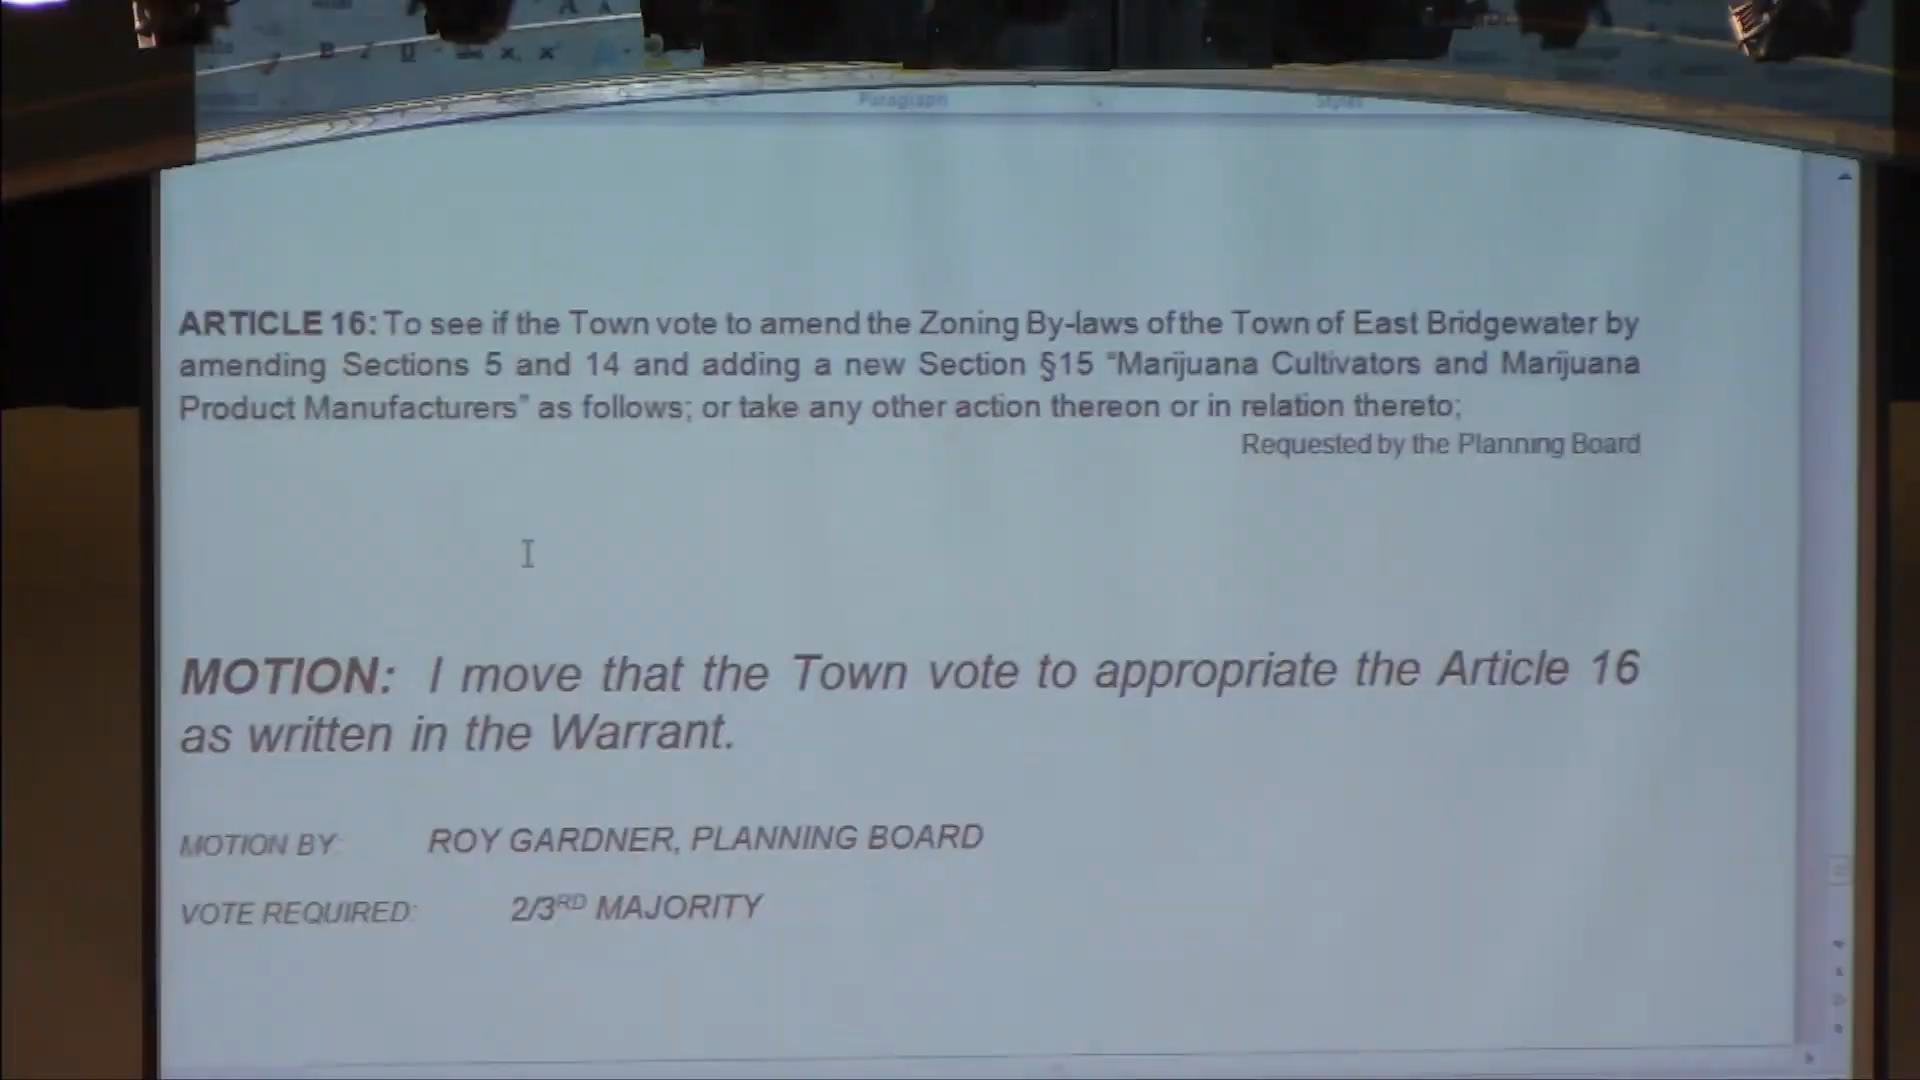 Paragraph
Styles
ARTICLE 16: To see if the Town vote to amend the Zoning By-laws of the Town of East Bridgewater by
amending Sections 5 and 14 and adding a new Section §15 “Marijuana Cultivators and Marijuana
Product Manufacturers” as follows; or take any other action thereon or in relation thereto;
Requested by the Planning Board
MOTION: I move that the Town vote to appropriate the Article 16
as written in the Warrant.
MOTION BY: ROY GARDNER, PLANNING BOARD
VOTE REQUIRED: 2/3RD MAJORITY